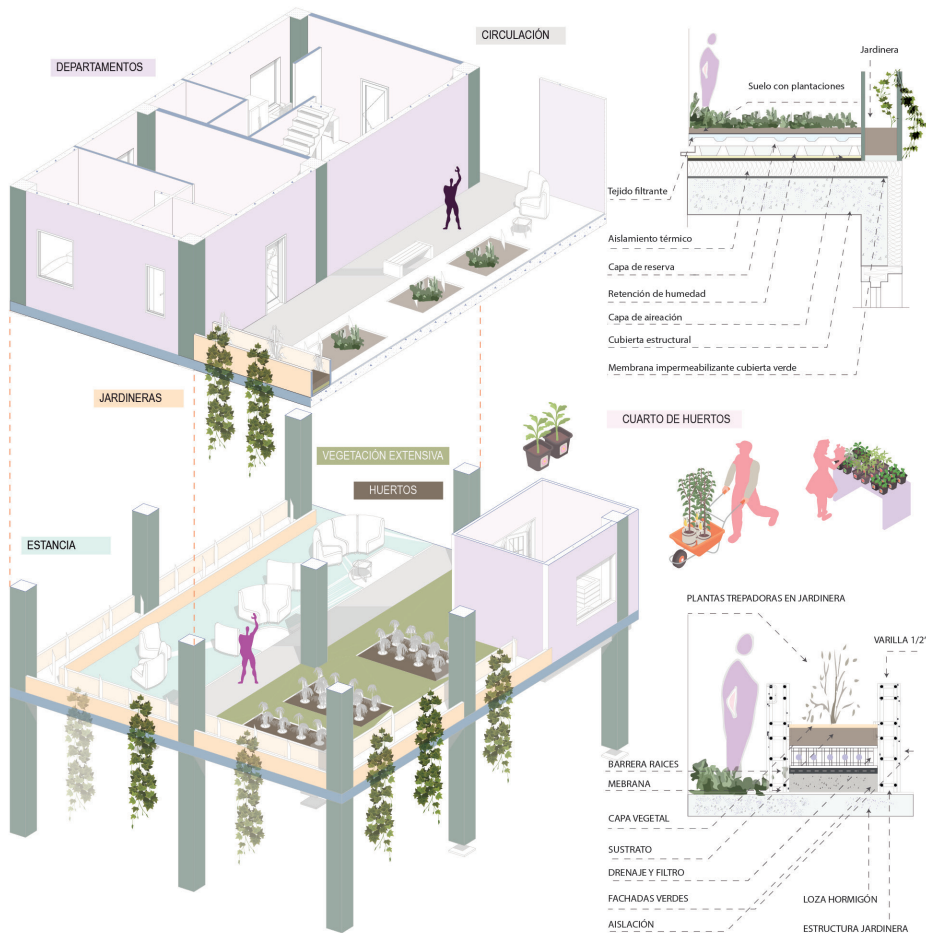 CIRCULACIÓN
DEPARTAMENTOS
Jardinera
Suelo con plantaciones
Tejido filtrante
Aislamiento térmico
Capa de reserva
Retención de humedad
Capa de aireación
Cubierta estructural
Membrana impermeabilizante cubierta verde
JARDINERAS
CUARTO DE HUERTOS
VEGETACIÓN EXTENSIVA
HUERTOS
ESTANCIA
PLANTAS TREPADORAS EN JARDINERA
VARILLA 1/2"
BARRERA RAICES
MEBRANA
CAPA VEGETAL
SUSTRATO
DRENAJE Y FILTRO
FACHADAS VERDES
AISLACIÓN
LOZA HORMIGÓN
ESTRUCTURA JARDINERA